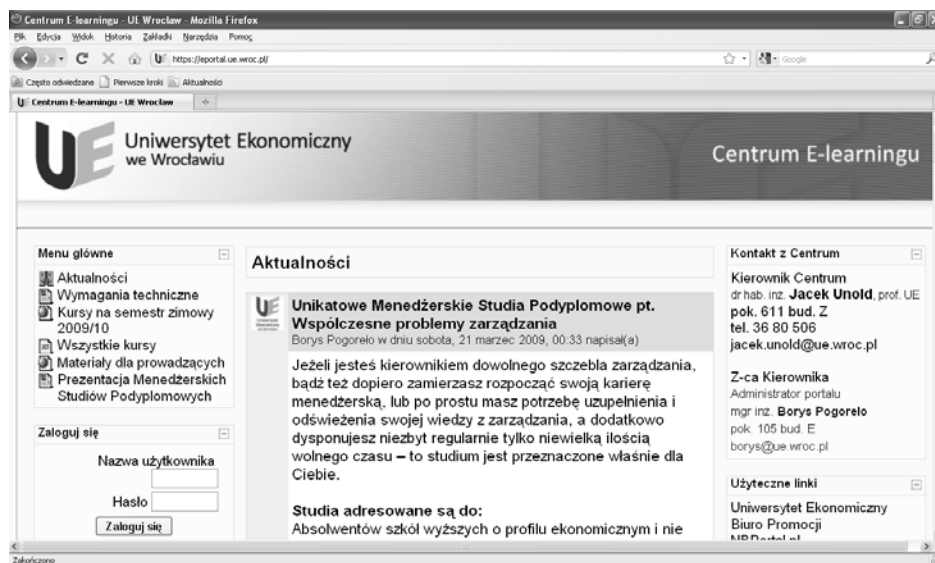 Centrum E-learningu - UE Wrocław - Mozilla Firefox
Plik Edycja Widok Historia Zakładki Narzędzia Pomoc
https://eportal.ue.wroc.pl/
Google
Często odwiedzane Pierwsze kroki Aktualności
Centrum E-learningu - UE Wrocław
UE Uniwersytet Ekonomiczny
we Wrocławiu
Centrum E-learningu
Menu główne
Aktualności
Wymagania techniczne
Kursy na semestr zimowy
2009/10
Wszystkie kursy
Materiały dla prowadzących
Prezentacja Menedżerskich
Studiów Podyplomowych
Zaloguj się
Nazwa użytkownika
Hasło
Zaloguj się
Aktualności
Unikatowe Menedżerskie Studia Podyplomowe pt.
Współczesne problemy zarządzania
Borys Pogoreło w dniu sobota, 21 marzec 2009, 00:33 napisał(a)
Jeżeli jesteś kierownikiem dowolnego szczebla zarządzania,
bądź też dopiero zamierzasz rozpocząć swoją karierę
menedżerską, lub po prostu masz potrzebę uzupełnienia i
odświeżenia swojej wiedzy z zarządzania, a dodatkowo
dysponujesz niezbyt regularnie tylko niewielką ilością
wolnego czasu – to studium jest przeznaczone właśnie dla
Ciebie.
Studia adresowane są do:
Absolwentów szkół wyższych o profilu ekonomicznym i nie
Kontakt z Centrum
Kierownik Centrum
dr hab. inż. Jacek Unold, prof. UE
pok. 611 bud. Z
tel. 36 80 506
jacek.unold@ue.wroc.pl
Z-ca Kierownika
Administrator portalu
mgr inż. Borys Pogoreło
pok. 105 bud. E
borys@ue.wroc.pl
Użyteczne linki
Uniwersytet Ekonomiczny
Biuro Promocji
NBPortal.pl
Zakończono